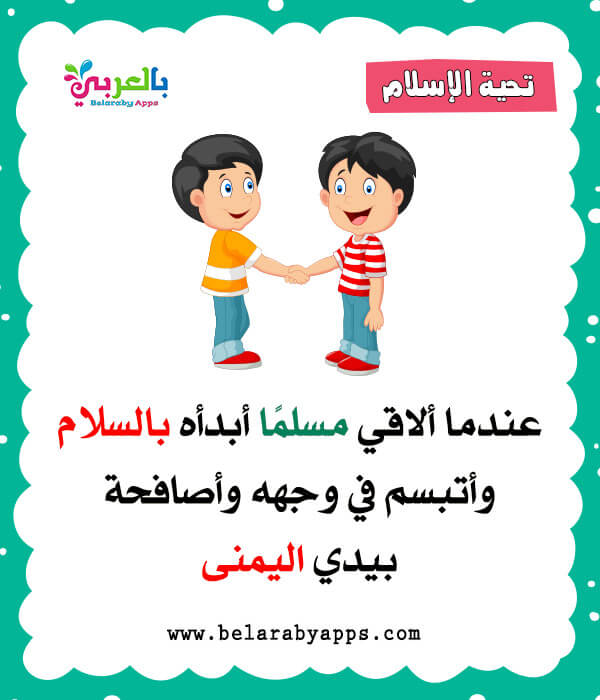 بالعربي
Belaraby Apps
تحية الإسلام
عندما ألاقي مسلمًا أبدأه بالسلام
وأتبسم في وجهه وأصافحة
بيدي اليمنى
www.belarabyapps.com